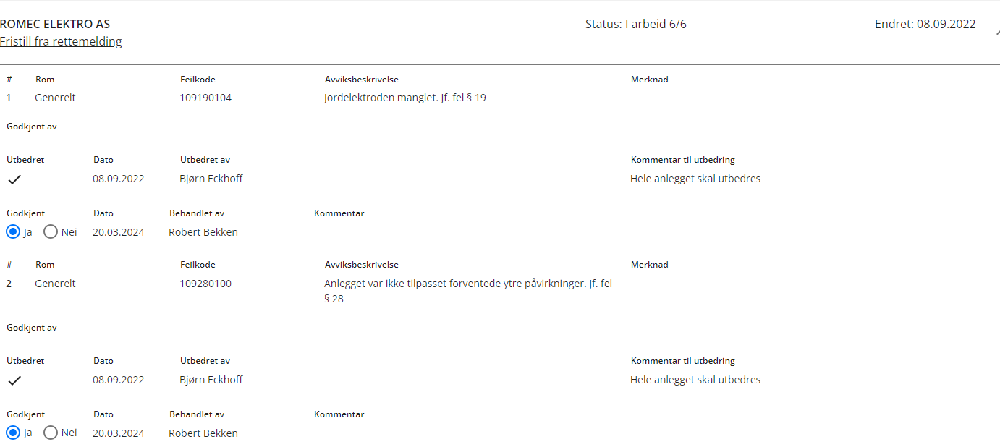 ROMEC ELEKTRO AS Status: I arbeid 6/6 Endret: 08.09.2022
Fristill fra rettemelding
# Rom Feilkode Avviksbeskrivelse Merknad
1 Generelt 109190104 Jordelektroden manglet. Jf. fel § 19
Godkjent av
Utbedret Dato Utbedret av Kommentar til utbedring
08.09.2022 Bjørn Eckhoff Hele anlegget skal utbedres
Godkjent Dato Behandlet av Kommentar
Ja Nei 20.03.2024 Robert Bekken
# Rom Feilkode Avviksbeskrivelse Merknad
2 Generelt 109280100 Anlegget var ikke tilpasset forventede ytre påvirkninger. Jf. fel
§ 28
Godkjent av
Utbedret Dato Utbedret av Kommentar til utbedring
08.09.2022 Bjørn Eckhoff Hele anlegget skal utbedres
Godkjent Dato Behandlet av Kommentar
Ja Nei 20.03.2024 Robert Bekken